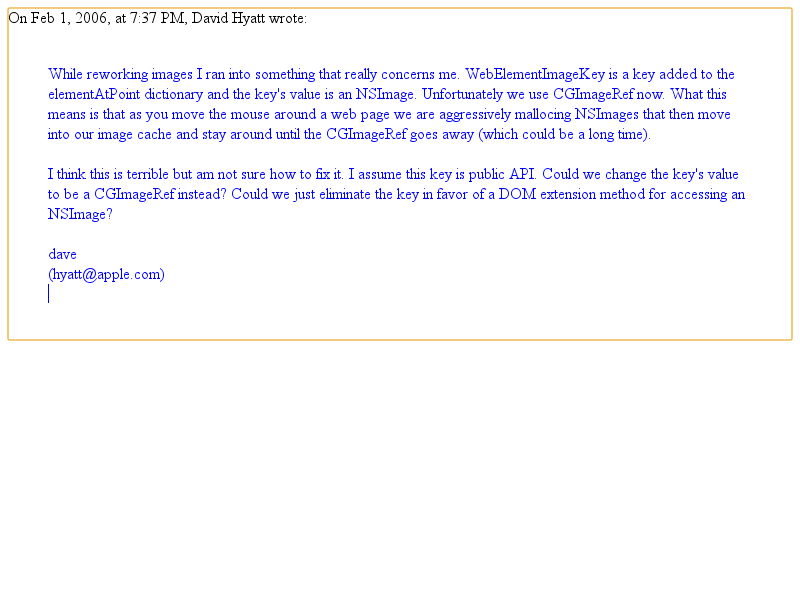 On Feb 1, 2006, at 7:37 PM, David Hyatt wrote:
While reworking images I ran into something that really concerns me. WebElementImageKey is a key added to the
elementAtPoint dictionary and the key's value is an NSImage. Unfortunately we use CGImageRef now. What this
means is that as you move the mouse around a web page we are aggressively mallocing NSImages that then move
into our image cache and stay around until the CGImageRef goes away (which could be a long time).
I think this is terrible but am not sure how to fix it. I assume this key is public API. Could we change the key's value
to be a CGImageRef instead? Could we just eliminate the key in favor of a DOM extension method for accessing an
NSImage?
dave
(hyatt@apple.com)